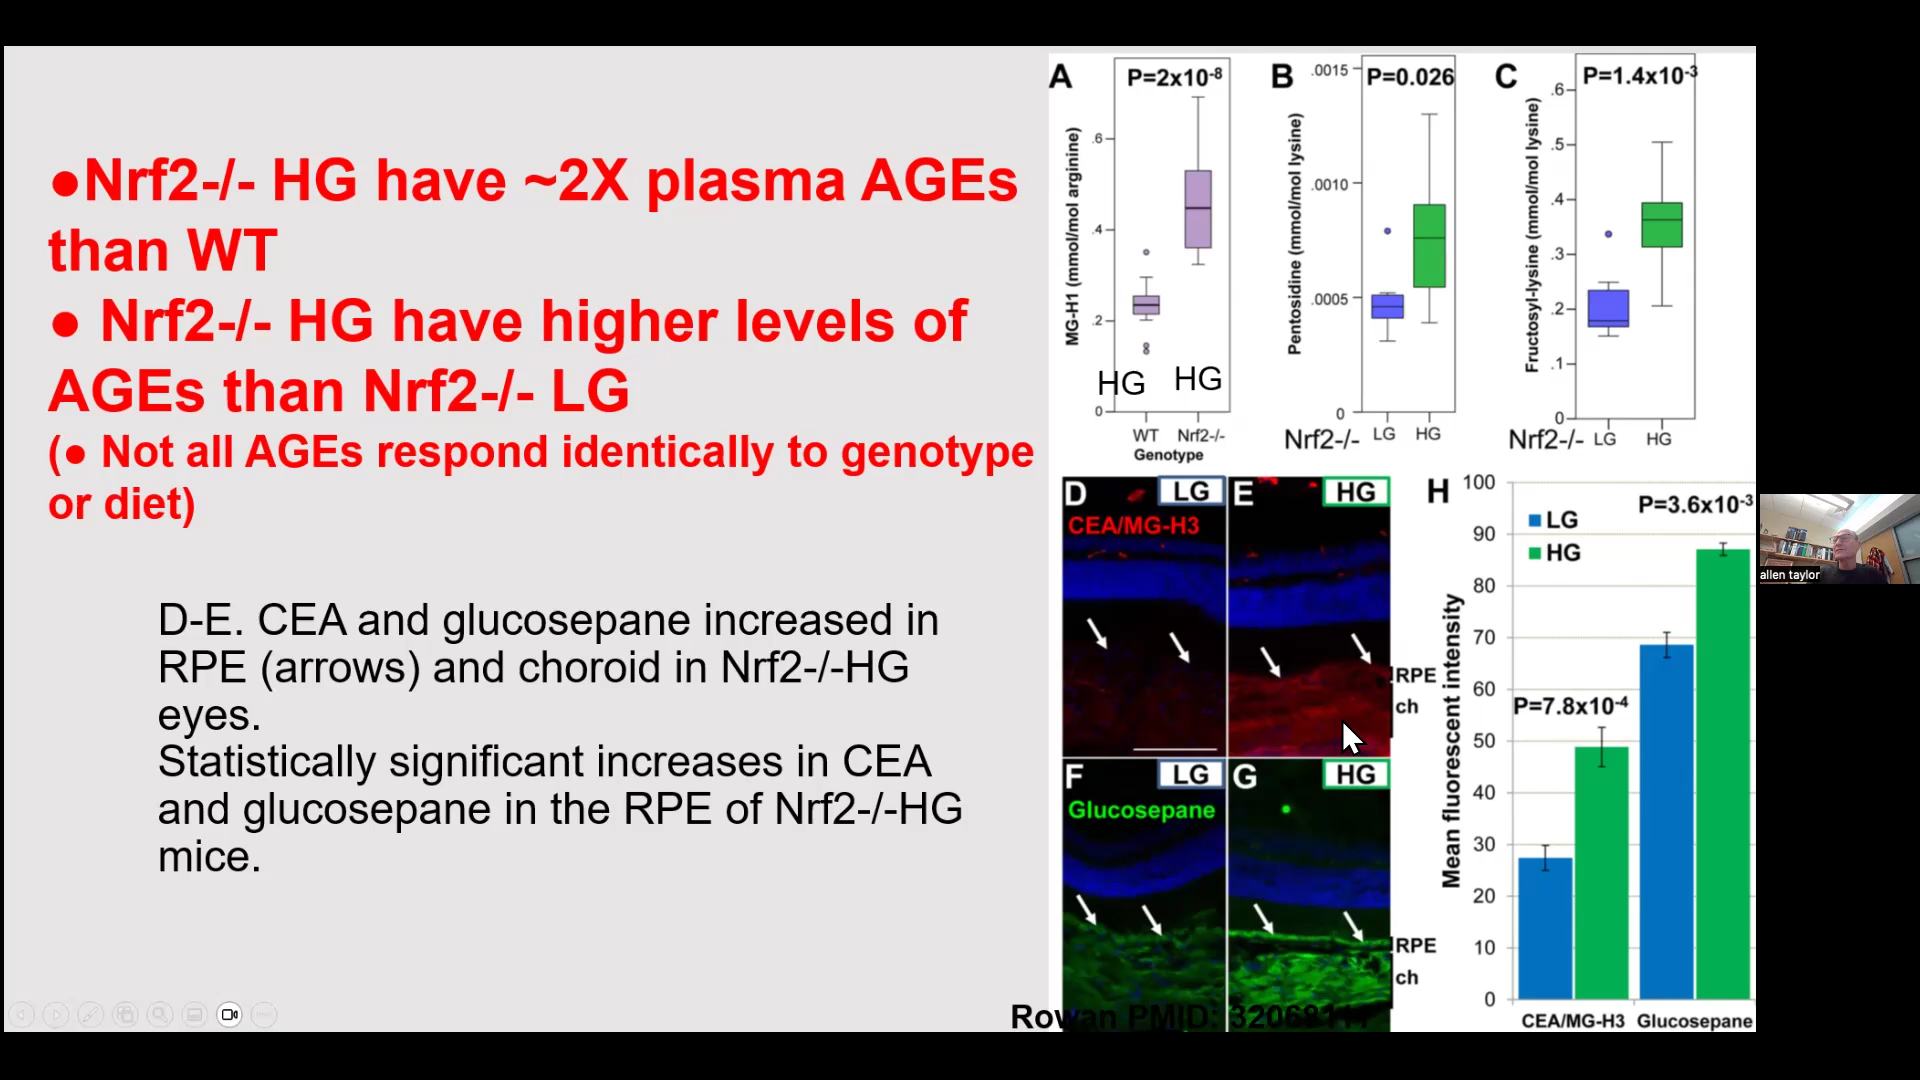 ●Nrf2-/- HG have ~2X plasma AGEs
than WT
● Nrf2-/- HG have higher levels of
AGEs than Nrf2-/- LG
(● Not all AGEs respond identically to genotype
or diet)
D-E. CEA and glucosepane increased in
RPE (arrows) and choroid in Nrf2-/-HG
eyes.
Statistically significant increases in CEA
and glucosepane in the RPE of Nrf2-/-HG
mice.
A
P=2x10-8
MG-H1 (mmol/mol arginine)
.6
.4
.2
0
HG HG
WT Nrf2-/-
Genotype
B
P=0.026
Pentosidine (mmol/mol lysine)
.0015
.0010
.0005
0
Nrf2-/- LG HG
C
P=1.4x10-3
Fructosyl-lysine (mmol/mol lysine)
.6
.5
.4
.3
.2
.1
0
Nrf2-/- LG HG
D LG
CEA/MG-H3
E HG
RPE
ch
F LG
Glucosepane
G HG
RPE
ch
H
Mean fluorescent intensity
100
90
80
70
60
50
40
30
20
10
0
LG
HG
P=3.6x10-3
P=7.8x10-4
CEA/MG-H3 Glucosepane
Rowan PMID:
allen taylor